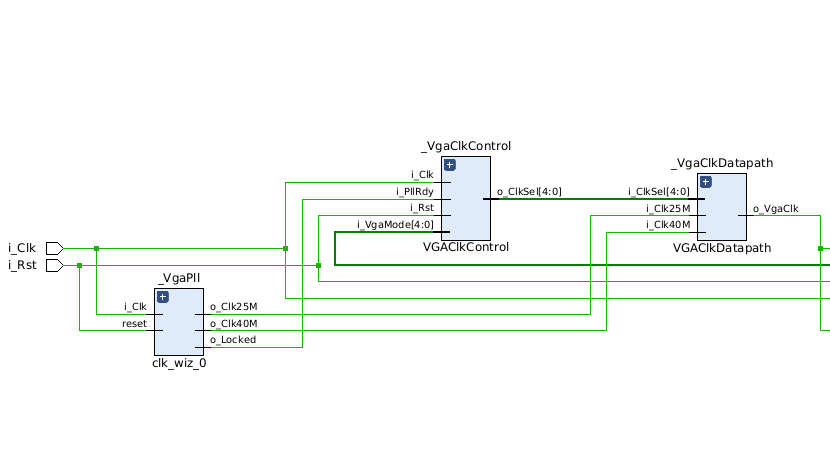 _VgaClkControl
i_Clk
i_PllRdy
i_Rst
i_VgaMode[4:0]
o_ClkSel[4:0]
VGAClkControl
_VgaClkDatapath
i_ClkSel[4:0]
i_Clk25M
i_Clk40M
o_VgaClk
VGAClkDatapath
i_Clk
i_Rst
_VgaPll
i_Clk
reset
o_Clk25M
o_Clk40M
o_Locked
clk_wiz_0